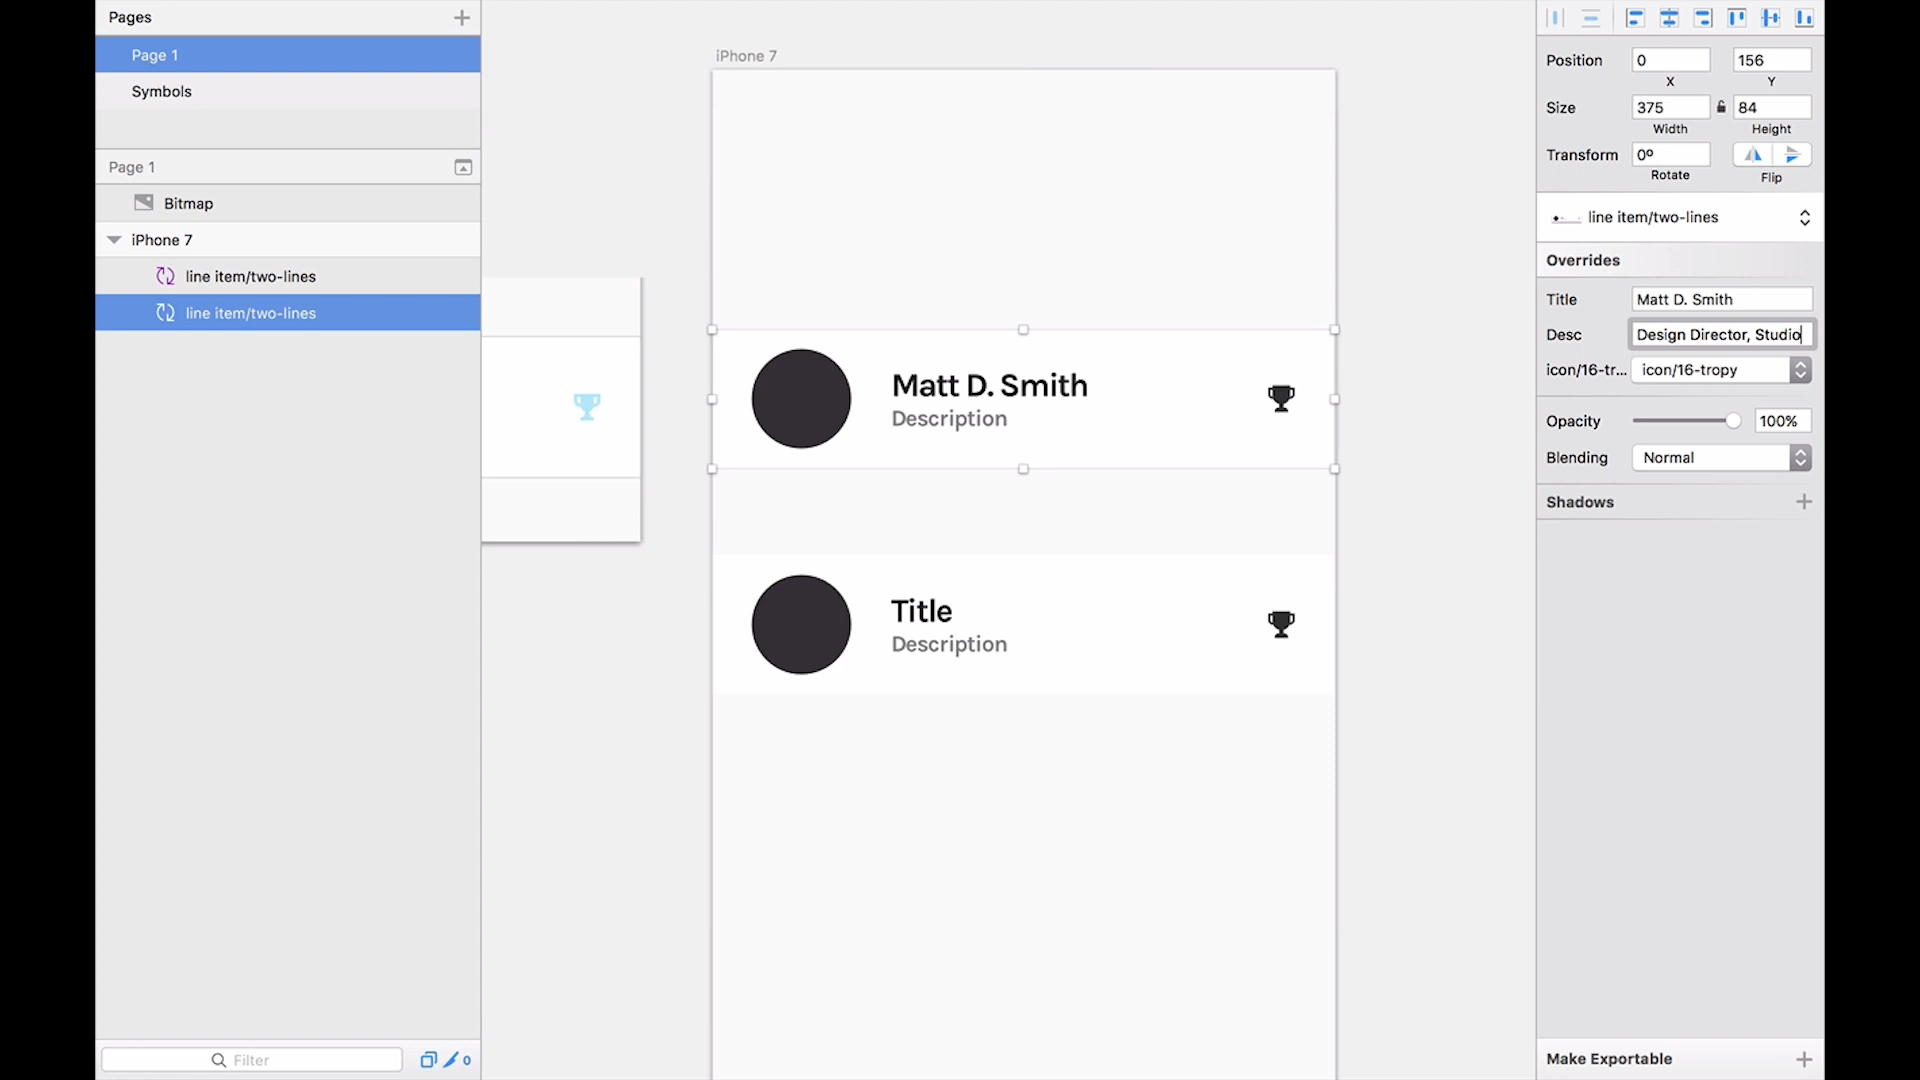 Pages
Page 1
Symbols
Page 1
Bitmap
iPhone 7
line item/two-lines
line item/two-lines
Filter
0
iPhone 7
Matt D. Smith
Description
Title
Description
Position
0
156
X
Y
Size
375
84
Width
Height
Transform
0º
Rotate
Flip
line item/two-lines
Overrides
Title
Matt D. Smith
Desc
Design Director, Studio
icon/16-tr...
icon/16-tropy
Opacity
100%
Blending
Normal
Shadows
Make Exportable